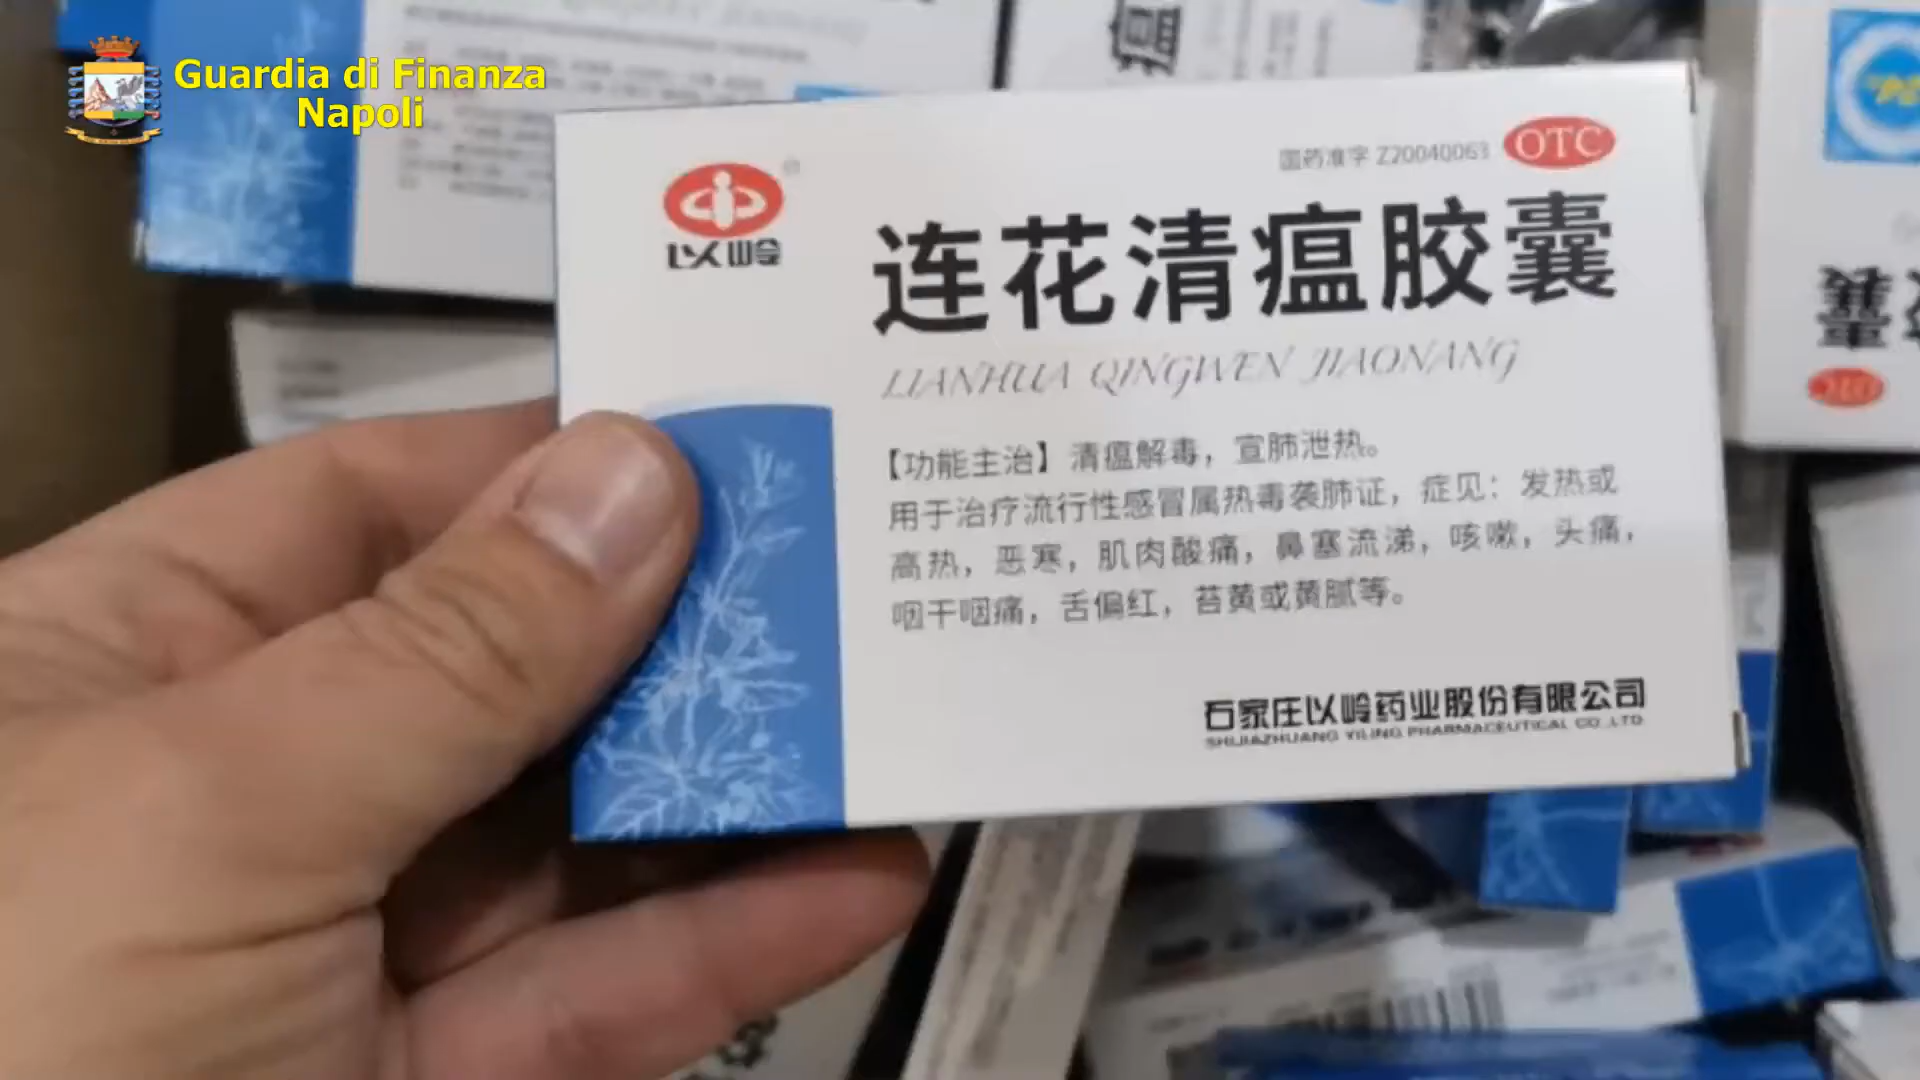 Guardia di Finanza
Napoli
国药准字 Z20040063 OTC
以岭
连花清瘟胶囊
LIANHUA QINGWEN JIAONANG
【功能主治】清瘟解毒，宣肺泄热。
用于治疗流行性感冒属热毒袭肺证，症见：发热或
高热，恶寒，肌肉酸痛，鼻塞流涕，咳嗽，头痛，
咽干咽痛，舌偏红，苔黄或黄腻等。
石家庄以岭药业股份有限公司
SHIJIAZHUANG YILING PHARMACEUTICAL CO.,LTD
瘟
胶囊
OTC